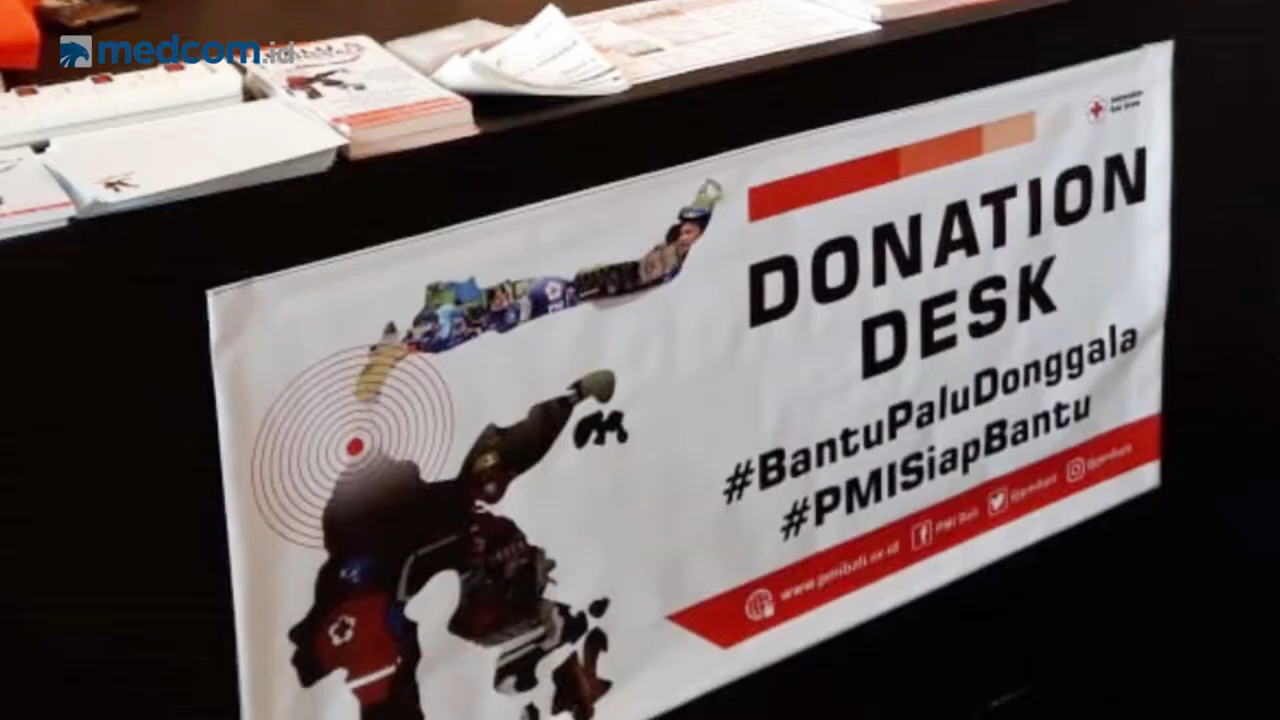 medcom.id
DONATION
DESK
#BantuPaluDonggala
#PMISiapBantu
www.pmibali.or.id PMI Bali @pmibali @pmibali